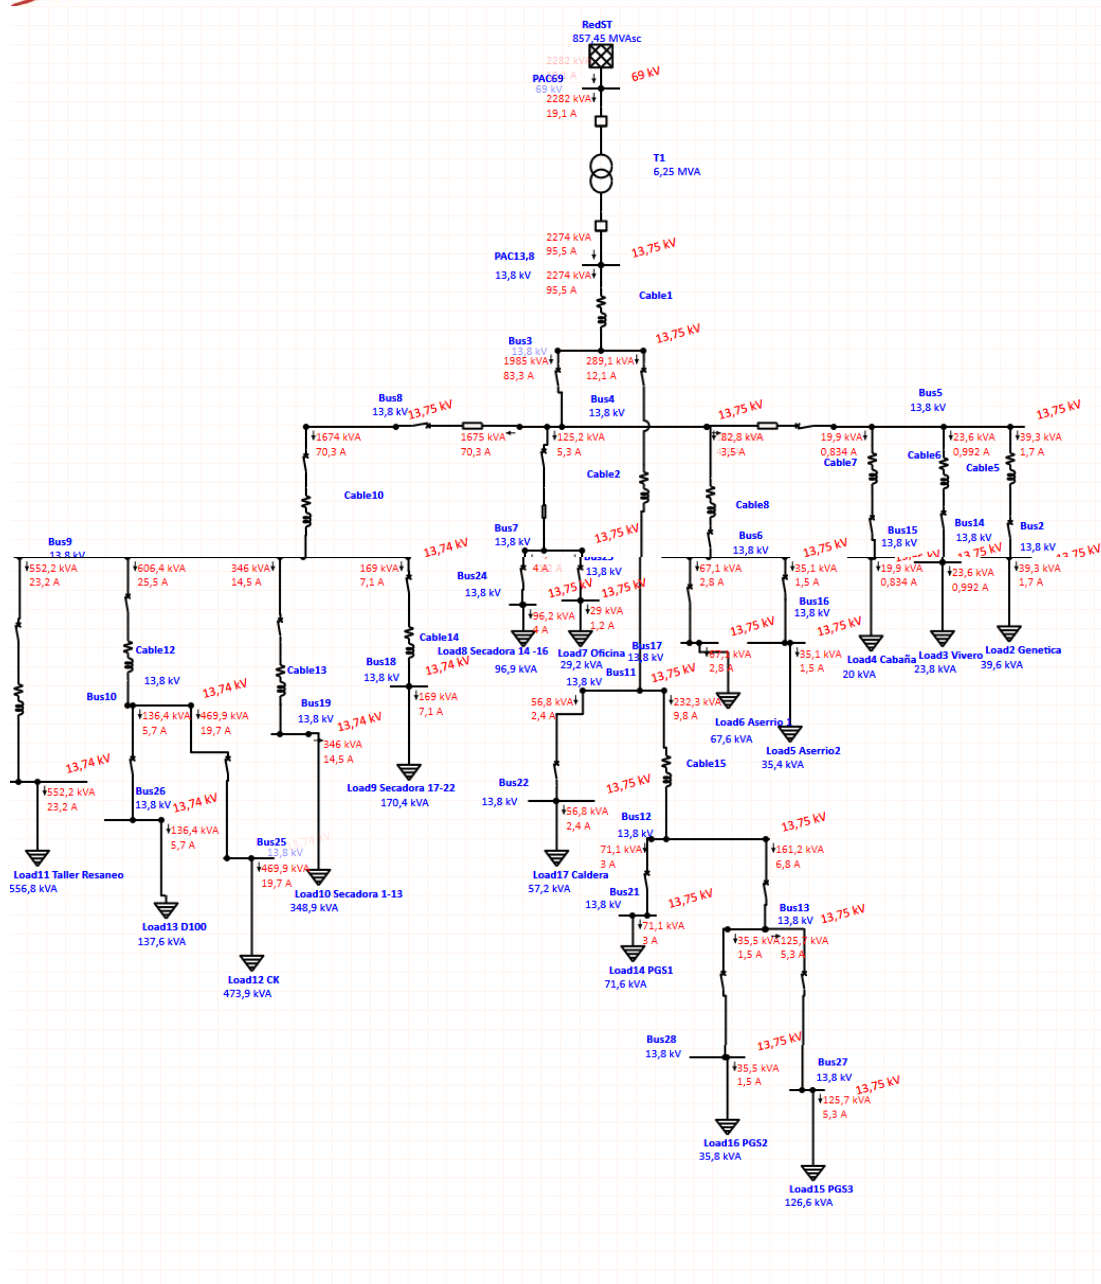 RedST
857,45 MVAsc
2282 kVA
69 kV
PAC69
69 kV
2282 kVA
19,1 A
T1
6,25 MVA
2274 kVA
95,5 A
13,75 kV
PAC13,8
13,8 kV
2274 kVA
95,5 A
Cable1
13,75 kV
Bus3
13,8 kV
1985 kVA
83,3 A
289,1 kVA
12,1 A
Bus8
13,8 kV
13,75 kV
Bus4
13,8 kV
13,75 kV
Bus5
13,8 kV
13,75 kV
1674 kVA
70,3 A
1675 kVA
70,3 A
125,2 kVA
5,3 A
82,8 kVA
3,5 A
19,9 kVA
0,834 A
23,6 kVA
0,992 A
39,3 kVA
1,7 A
Cable7
Cable6
Cable5
Cable10
Cable2
Cable8
Bus7
13,8 kV
13,75 kV
Bus6
13,8 kV
13,75 kV
Bus15
13,8 kV
Bus14
13,8 kV
Bus2
13,8 kV
13,75 kV
13,75 kV
Bus9
13,8 kV
13,74 kV
552,2 kVA
23,2 A
606,4 kVA
25,5 A
346 kVA
14,5 A
169 kVA
7,1 A
Bus24
13,8 kV
4 A
13,8 kV
13,75 kV
13,75 kV
67,1 kVA
2,8 A
35,1 kVA
1,5 A
Bus16
13,8 kV
19,9 kVA
0,834 A
23,6 kVA
0,992 A
39,3 kVA
1,7 A
96,2 kVA
4 A
29 kVA
1,2 A
13,75 kV
13,75 kV
Cable12
13,8 kV
Cable13
Cable14
Bus18
13,8 kV
13,74 kV
Load8 Secadora 14 -16
96,9 kVA
Load7 Oficina
29,2 kVA
Bus17
13,8 kV
67,1 kVA
2,8 A
35,1 kVA
1,5 A
Load4 Cabaña
20 kVA
Load3 Vivero
23,8 kVA
Load2 Genetica
39,6 kVA
Bus11
13,8 kV
13,75 kV
Bus10
13,74 kV
136,4 kVA
5,7 A
469,9 kVA
19,7 A
Bus19
13,8 kV
13,74 kV
346 kVA
14,5 A
169 kVA
7,1 A
56,8 kVA
2,4 A
232,3 kVA
9,8 A
Load6 Aserrio 1
67,6 kVA
Load5 Aserrio2
35,4 kVA
13,74 kV
552,2 kVA
23,2 A
Cable15
Load9 Secadora 17-22
170,4 kVA
Bus22
13,8 kV
13,75 kV
56,8 kVA
2,4 A
Bus26
13,8 kV
13,74 kV
136,4 kVA
5,7 A
Bus12
13,8 kV
13,75 kV
71,1 kVA
3 A
161,2 kVA
6,8 A
Bus25
13,8 kV
469,9 kVA
19,7 A
Load11 Taller Resaneo
556,8 kVA
Load17 Caldera
57,2 kVA
Load10 Secadora 1-13
348,9 kVA
Bus21
13,8 kV
13,75 kV
71,1 kVA
3 A
Bus13
13,8 kV
13,75 kV
35,5 kVA
1,5 A
125,7 kVA
5,3 A
Load13 D100
137,6 kVA
Load14 PGS1
71,6 kVA
Load12 CK
473,9 kVA
Bus28
13,8 kV
13,75 kV
35,5 kVA
1,5 A
Bus27
13,8 kV
13,75 kV
125,7 kVA
5,3 A
Load16 PGS2
35,8 kVA
Load15 PGS3
126,6 kVA